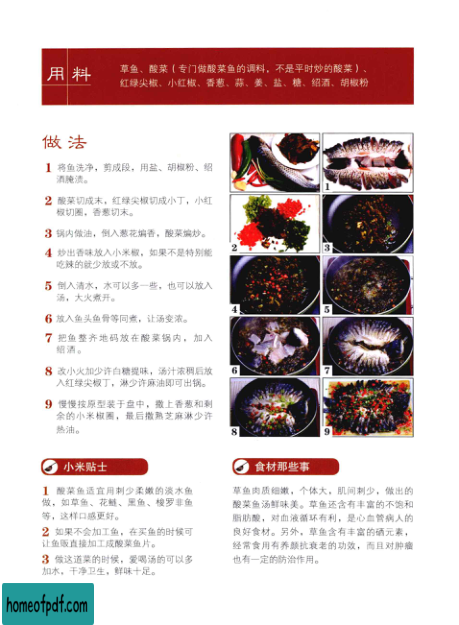 用料
草鱼、酸菜（专门做酸菜鱼的调料，不是平时炒的酸菜）、
红绿尖椒、小红椒、香葱、蒜、姜、盐、糖、绍酒、胡椒粉
做法
1 将鱼洗净，剪成段，用盐、胡椒粉、绍
酒腌渍。
2 酸菜切成末，红绿尖椒切成小丁，小红
椒切圈，香葱切末。
3 锅内做油，倒入葱花煸香，酸菜煸炒。
4 炒出香味放入小米椒，如果不是特别能
吃辣的就少放或不放。
5 倒入清水，水可以多一些，也可以放入
汤，大火煮开。
6 放入鱼头鱼骨等同煮，让汤变浓。
7 把鱼整齐地码放在酸菜锅内，加入
绍酒。
8 改小火加少许白糖提味，汤汁浓稠后放
入红绿尖椒丁，淋少许麻油即可出锅。
9 慢慢按原型装于盘中，撒上香葱和剩
余的小米椒圈，最后撒熟芝麻淋少许
热油。
1
2
3
4
5
6
7
8
9
小米贴士
1 酸菜鱼适宜用刺少柔嫩的淡水鱼
做，如草鱼、花鲢、黑鱼、梭罗非鱼
等，这样口感更好。
2 如果不会加工鱼，在买鱼的时候可
让鱼贩直接加工成酸菜鱼片。
3 做这道菜的时候，爱喝汤的可以多
加水，干净卫生，鲜味十足。
食材那些事
草鱼肉质细嫩，个体大，肌间刺少，做出的
酸菜鱼汤鲜味美。草鱼还含有丰富的不饱和
脂肪酸，对血液循环有利，是心血管病人的
良好食材。另外，草鱼含有丰富的硒元素，
经常食用有养颜抗衰老的功效，而且对肿瘤
也有一定的防治作用。
homeofpdf.com